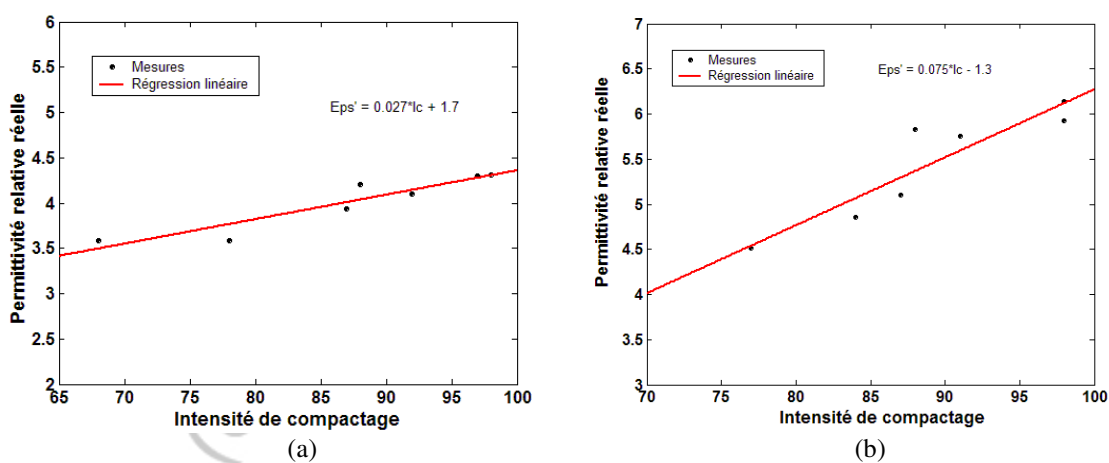 6
5.5
5
4.5
4
3.5
3
2.5
2
65 70 75 80 85 90 95 100
Permittivité relative réelle
Intensité de compactage
Mesures
Régression linéaire
Eps' = 0.027*Ic + 1.7
(a)
7
6.5
6
5.5
5
4.5
4
3.5
3
70 75 80 85 90 95 100
Permittivité relative réelle
Intensité de compactage
Mesures
Régression linéaire
Eps' = 0.075*Ic - 1.3
(b)